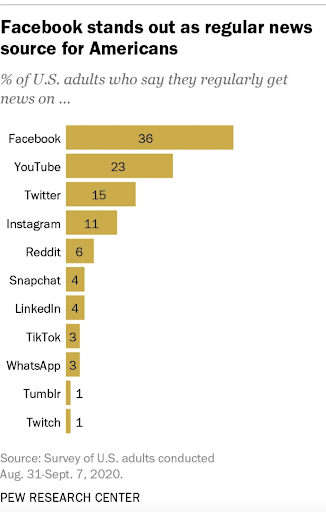 Facebook stands out as regular news
source for Americans
% of U.S. adults who say they regularly get
news on ...
Facebook 36
YouTube 23
Twitter 15
Instagram 11
Reddit 6
Snapchat 4
LinkedIn 4
TikTok 3
WhatsApp 3
Tumblr 1
Twitch 1
Source: Survey of U.S. adults conducted
Aug. 31-Sept. 7, 2020.
PEW RESEARCH CENTER